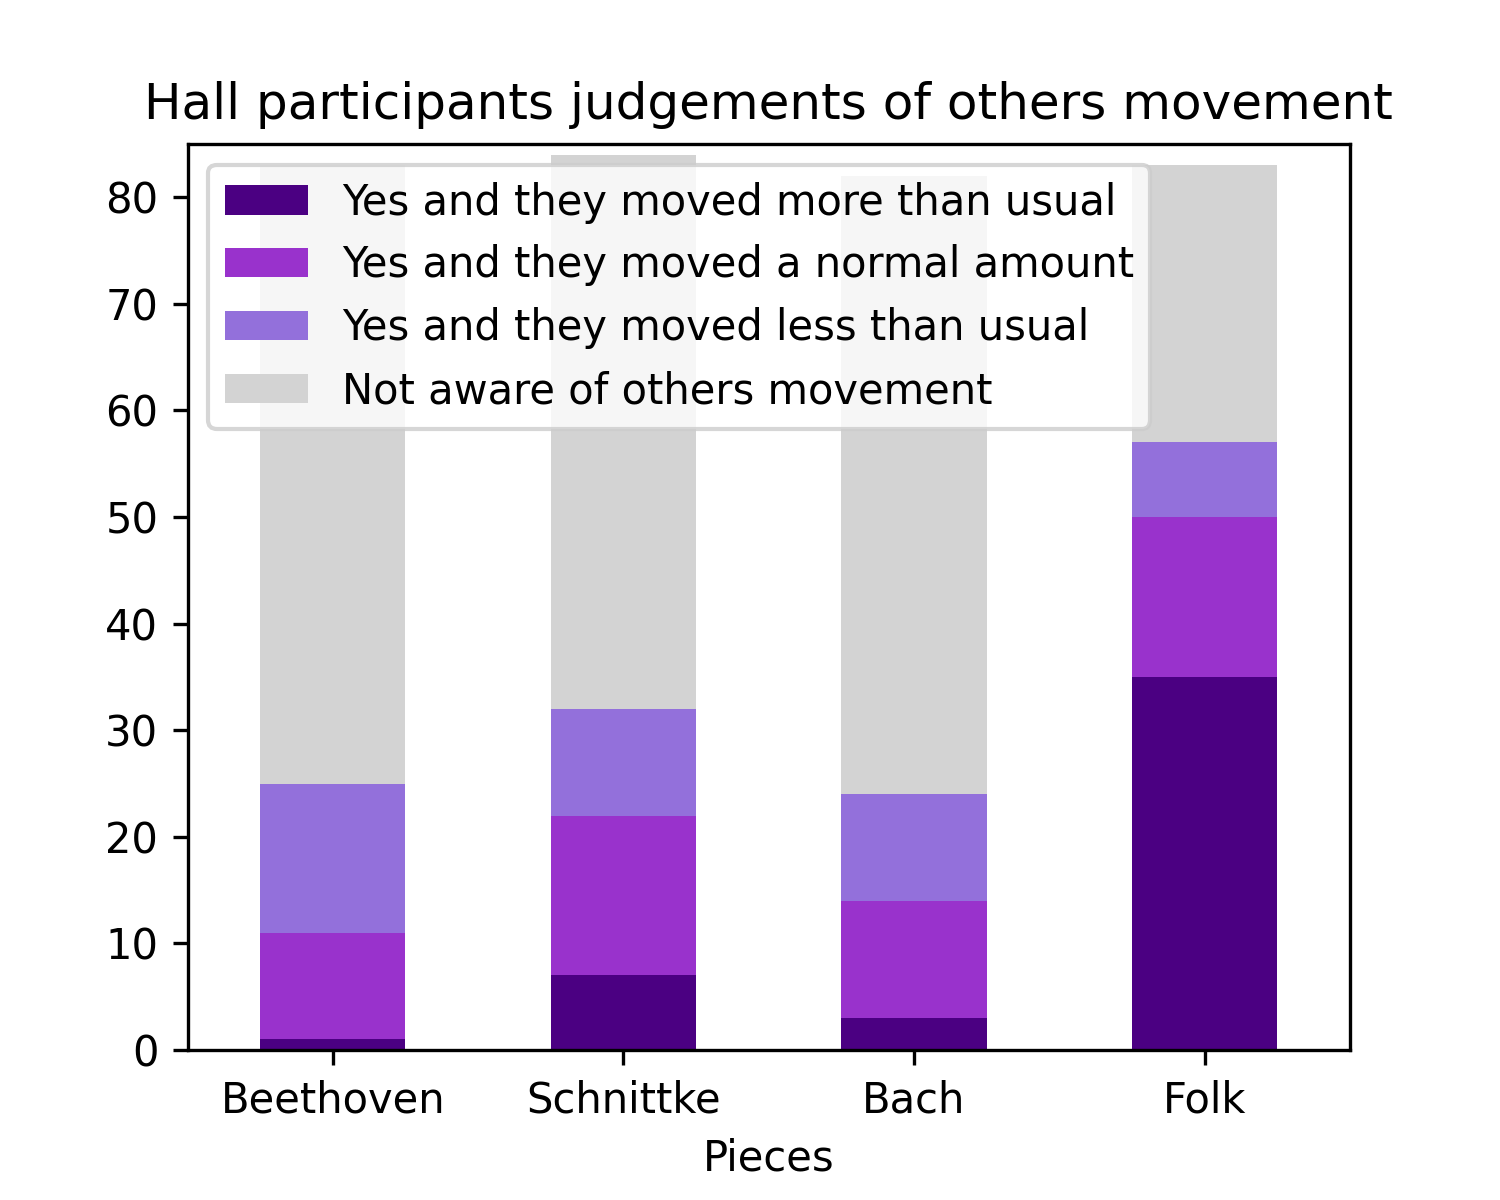 Hall participants judgements of others movement
80
70
60
50
40
30
20
10
0
Yes and they moved more than usual
Yes and they moved a normal amount
Yes and they moved less than usual
Not aware of others movement
Beethoven Schnittke Bach Folk
Pieces